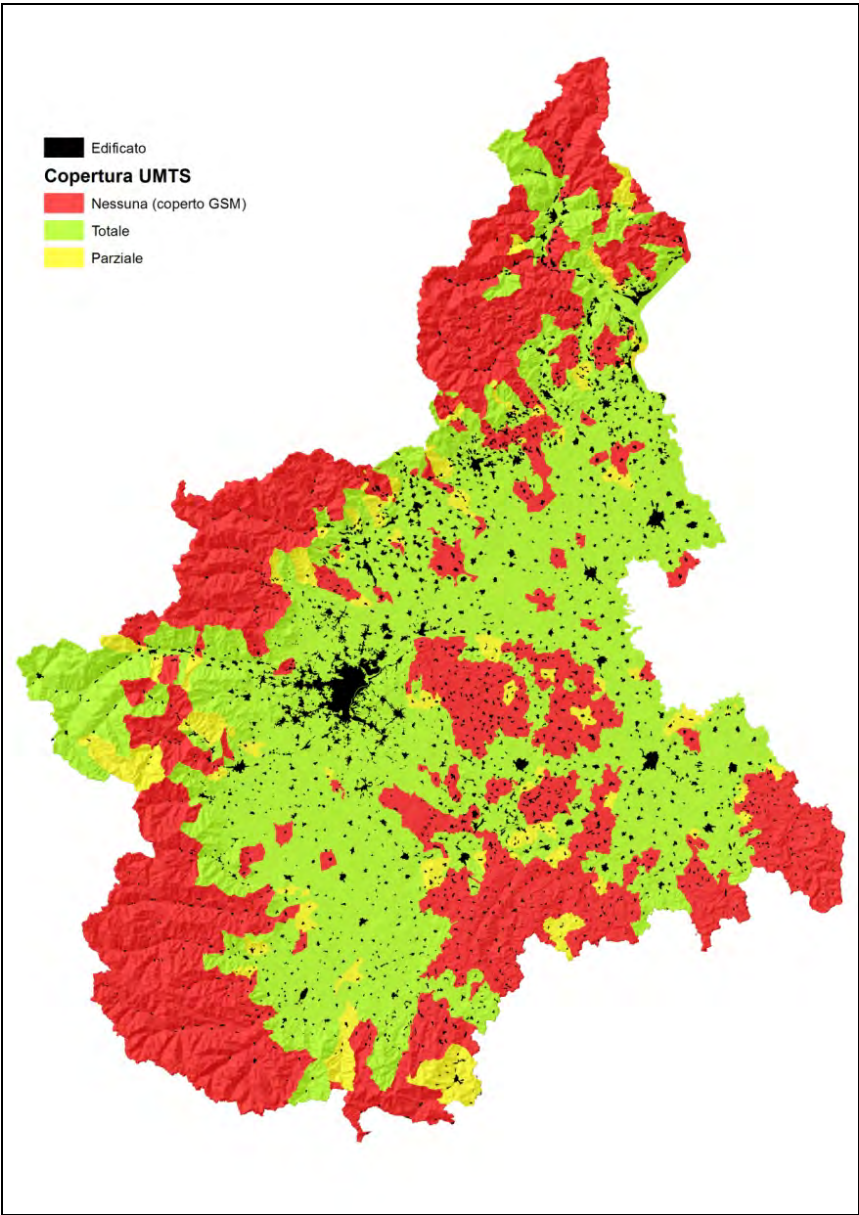 Edificato
Copertura UMTS
Nessuna (coperto GSM)
Totale
Parziale